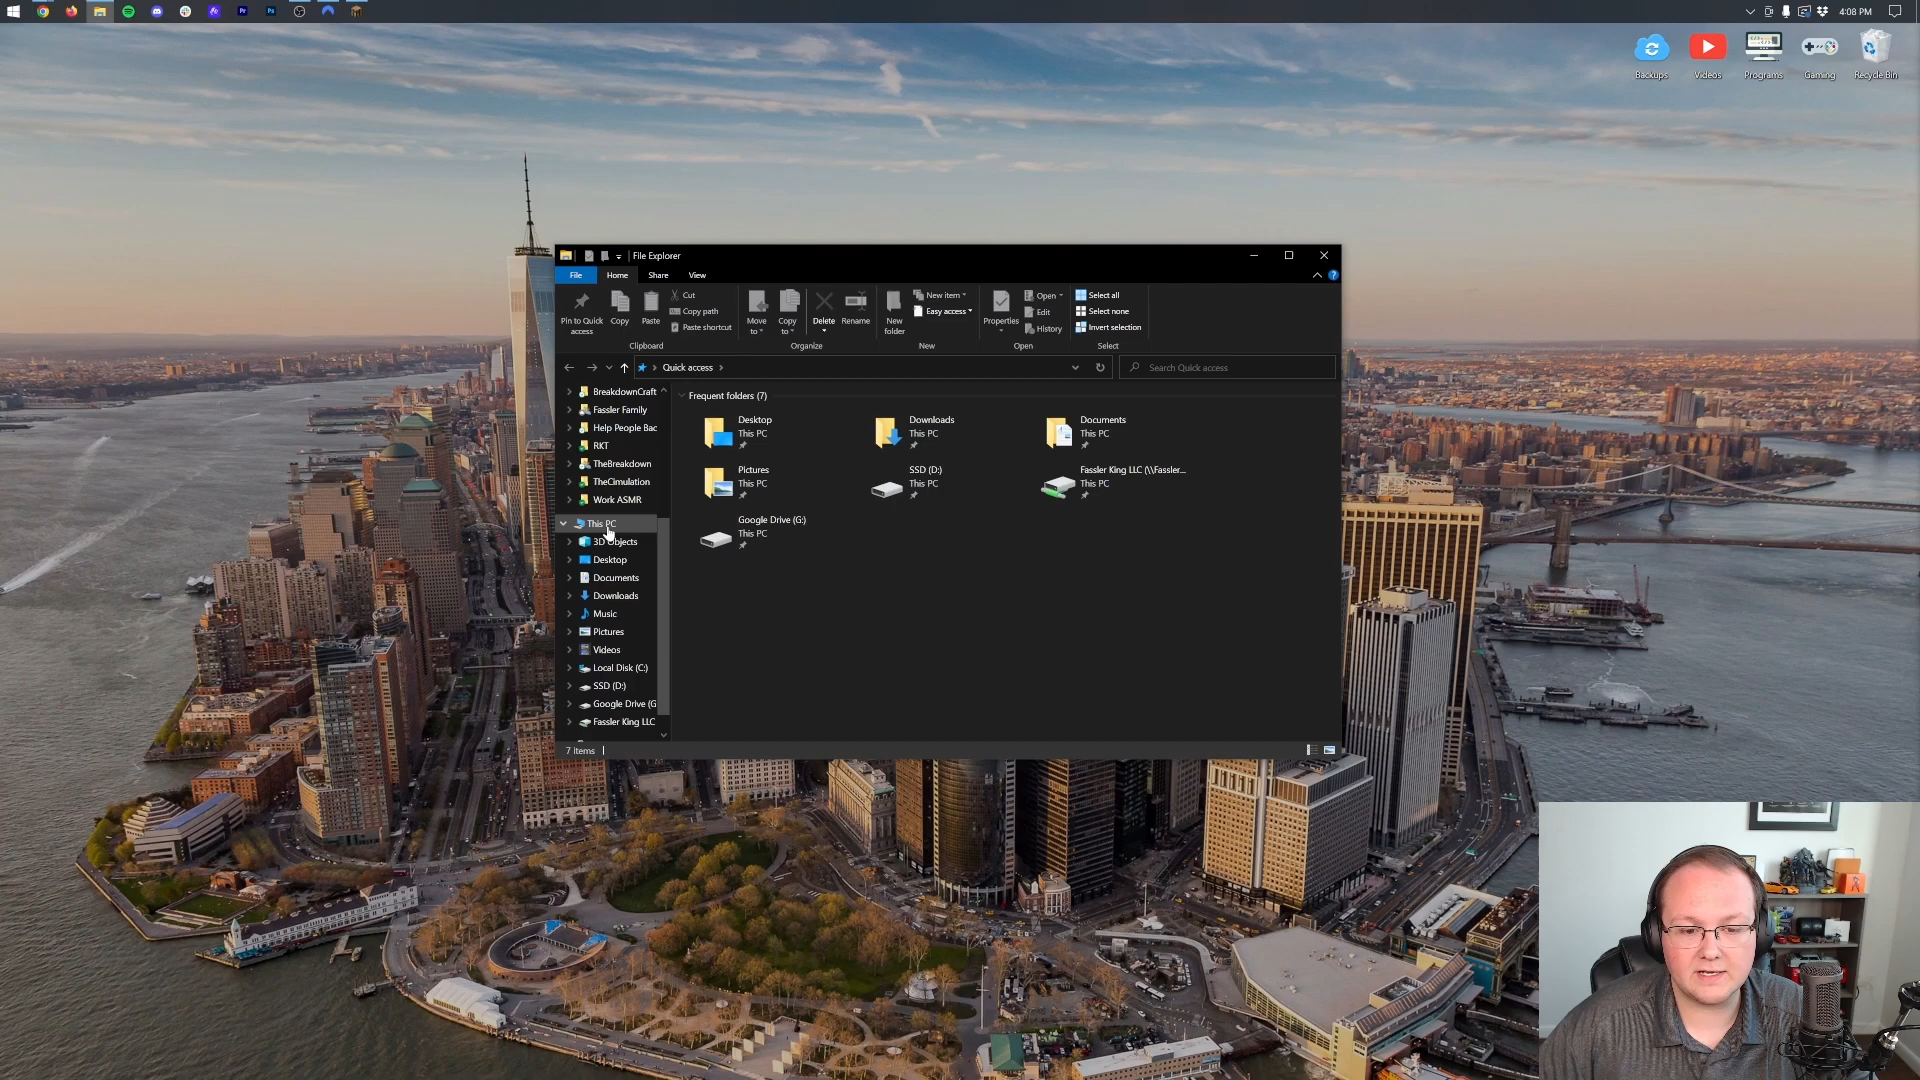 4:08 PM
Backups
Videos
Programs
Gaming
Recycle Bin
File Explorer
File
Home
Share
View
Pin to Quick access
Copy
Paste
Cut
Copy path
Paste shortcut
Clipboard
Move to
Copy to
Delete
Rename
Organize
New folder
New item
Easy access
New
Properties
Open
Edit
History
Open
Select all
Select none
Invert selection
Select
Quick access
Search Quick access
BreakdownCraft
Fassler Family
Help People Bac
RKT
TheBreakdown
TheCimulation
Work ASMR
This PC
3D Objects
Desktop
Documents
Downloads
Music
Pictures
Videos
Local Disk (C:)
SSD (D:)
Google Drive (G
Fassler King LLC
Frequent folders (7)
Desktop
This PC
Downloads
This PC
Documents
This PC
Pictures
This PC
SSD (D:)
This PC
Fassler King LLC (\\Fassler...
This PC
Google Drive (G:)
This PC
7 items